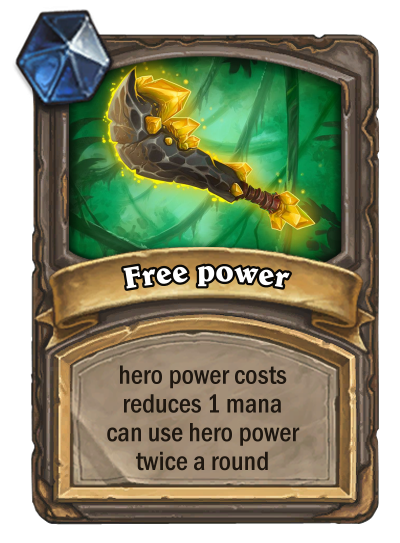 Free power
hero power costs
reduces 1 mana
can use hero power
twice a round